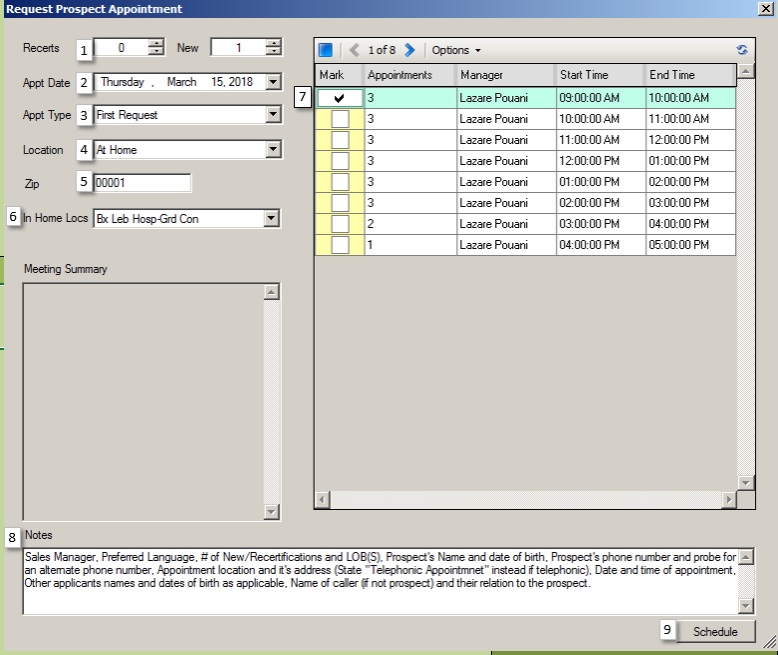 Request Prospect Appointment
Recerts 1 0 New 1
Appt Date 2 Thursday , March 15, 2018
Appt Type 3 First Request
Location 4 At Home
Zip 5 00001
6 In Home Locs Bx Leb Hosp-Grd Con
Meeting Summary
1 of 8 Options
Mark Appointments Manager Start Time End Time
7 3 Lazare Pouani 09:00:00 AM 10:00:00 AM
3 Lazare Pouani 10:00:00 AM 11:00:00 AM
3 Lazare Pouani 11:00:00 AM 12:00:00 PM
3 Lazare Pouani 12:00:00 PM 01:00:00 PM
3 Lazare Pouani 01:00:00 PM 02:00:00 PM
3 Lazare Pouani 02:00:00 PM 03:00:00 PM
2 Lazare Pouani 03:00:00 PM 04:00:00 PM
1 Lazare Pouani 04:00:00 PM 05:00:00 PM
8 Notes
Sales Manager, Preferred Language, # of New/Recertifications and LOB(S), Prospect's Name and date of birth, Prospect's phone number and probe for
an alternate phone number, Appointment location and it's address (State "Telephonic Appointmnet" instead if telephonic), Date and time of appointment,
Other applicants names and dates of birth as applicable, Name of caller (if not prospect) and their relation to the prospect.
9 Schedule